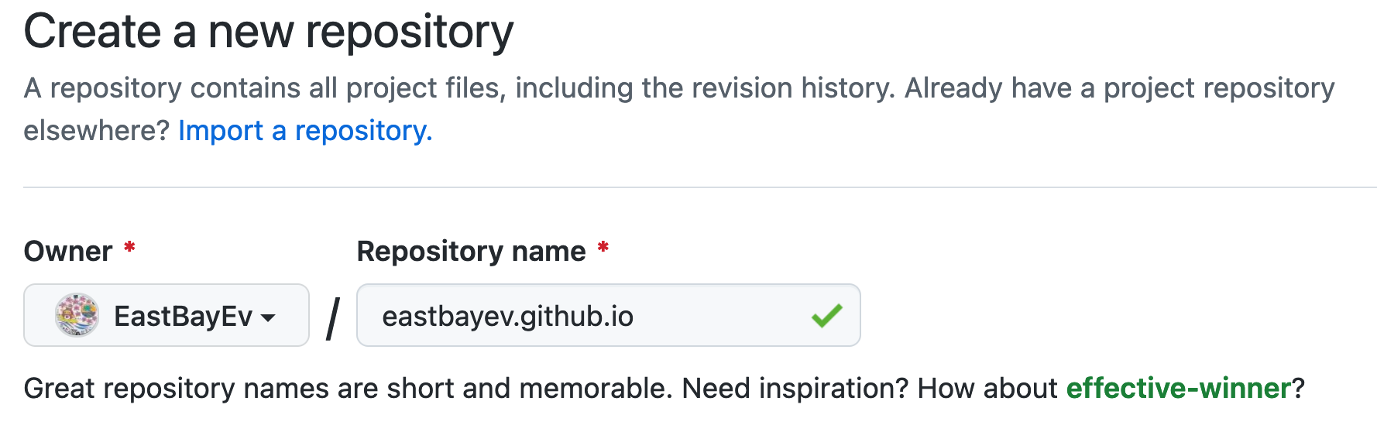 Create a new repository
A repository contains all project files, including the revision history. Already have a project repository
elsewhere? Import a repository.
Owner * Repository name *
EastBayEv / eastbayev.github.io
Great repository names are short and memorable. Need inspiration? How about effective-winner?